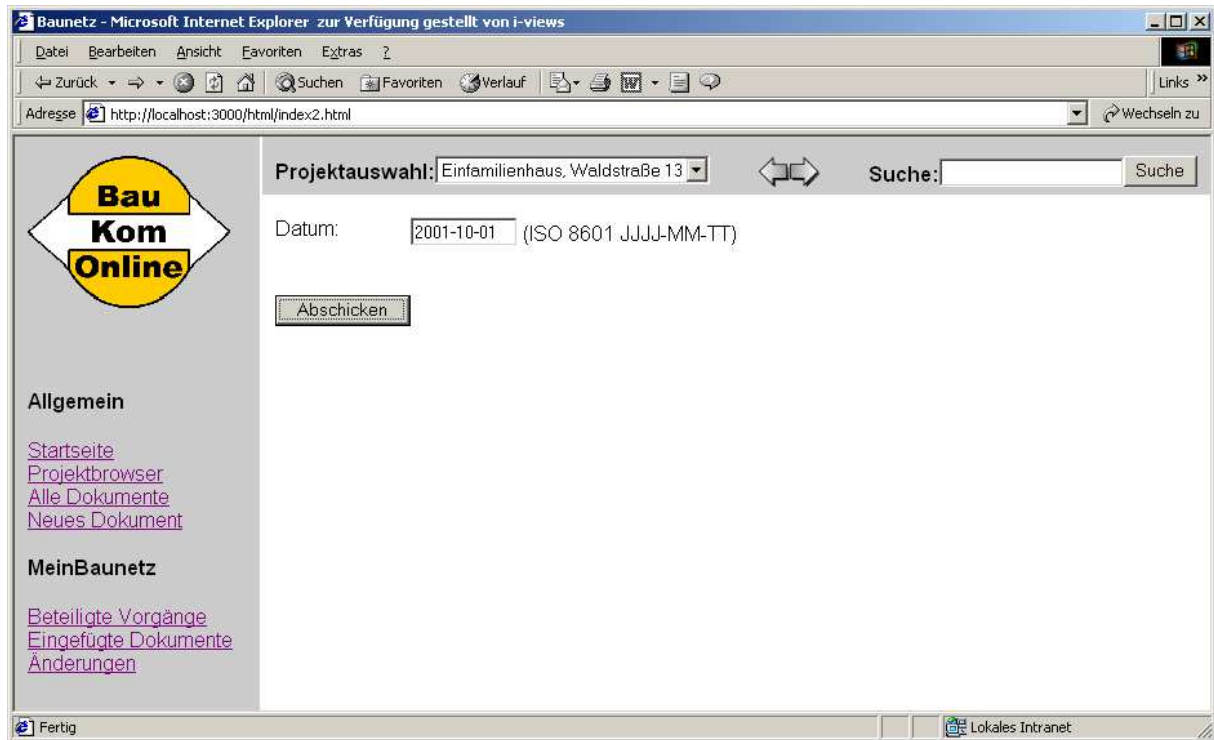 Baunetz - Microsoft Internet Explorer zur Verfügung gestellt von i-views
Datei Bearbeiten Ansicht Favoriten Extras ?
Zurück Suchen Favoriten Verlauf Links »
Adresse http://localhost:3000/html/index2.html Wechseln zu
Bau
Kom
Online
Projektauswahl: Einfamilienhaus, Waldstraße 13 Suche: Suche
Datum: 2001-10-01 (ISO 8601 JJJJ-MM-TT)
Abschicken
Allgemein
Startseite
Projektbrowser
Alle Dokumente
Neues Dokument
MeinBaunetz
Beteiligte Vorgänge
Eingefügte Dokumente
Änderungen
Fertig Lokales Intranet